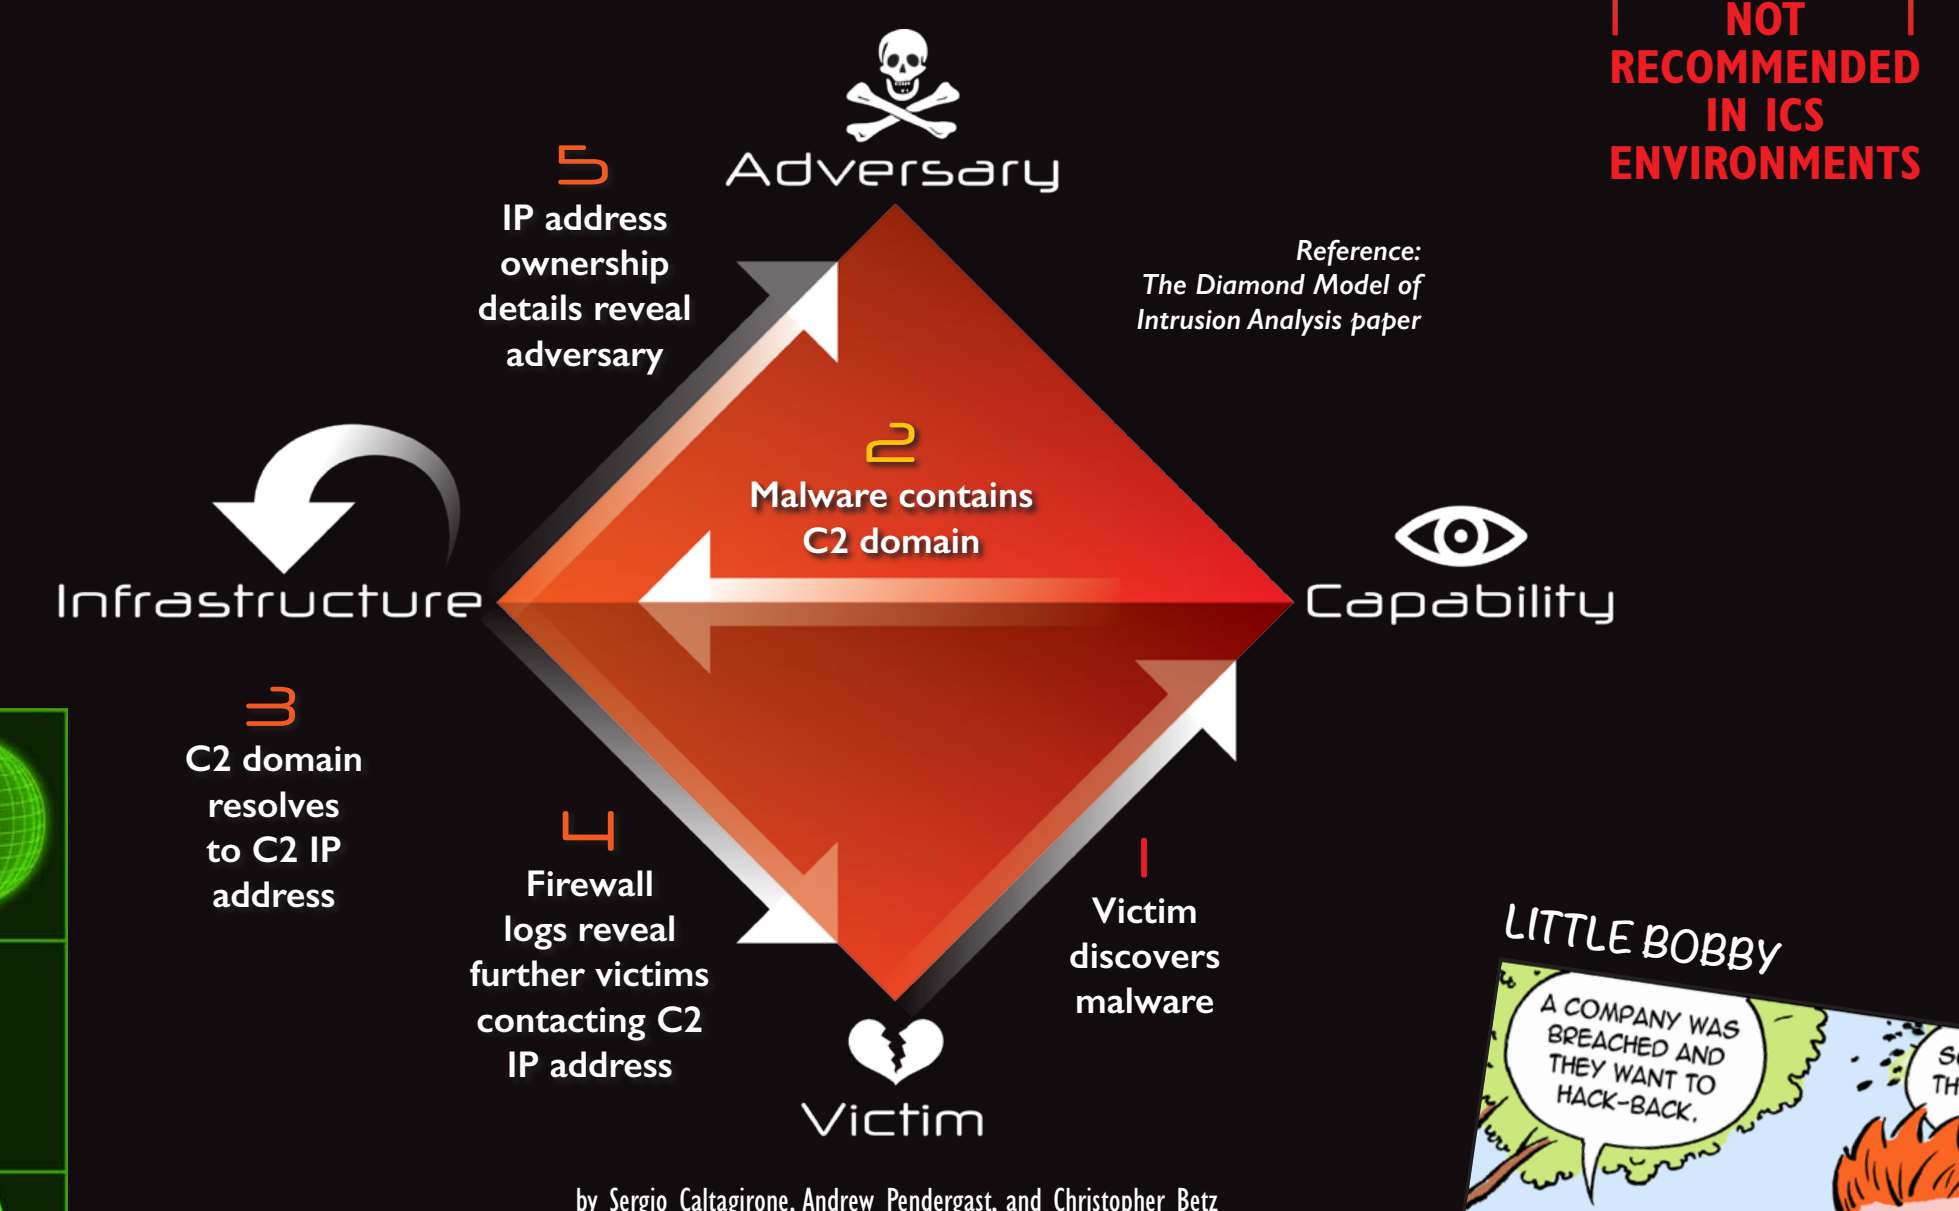 NOT
RECOMMENDED
IN ICS
ENVIRONMENTS
Adversary
5
IP address
ownership
details reveal
adversary
Reference:
The Diamond Model of
Intrusion Analysis paper
2
Malware contains
C2 domain
Infrastructure
Capability
3
C2 domain
resolves
to C2 IP
address
4
Firewall
logs reveal
further victims
contacting C2
IP address
1
Victim
discovers
malware
Victim
by Sergio Caltagirone, Andrew Pendergast, and Christopher Betz
LITTLE BOBBY
A COMPANY WAS
BREACHED AND
THEY WANT TO
HACK-BACK.